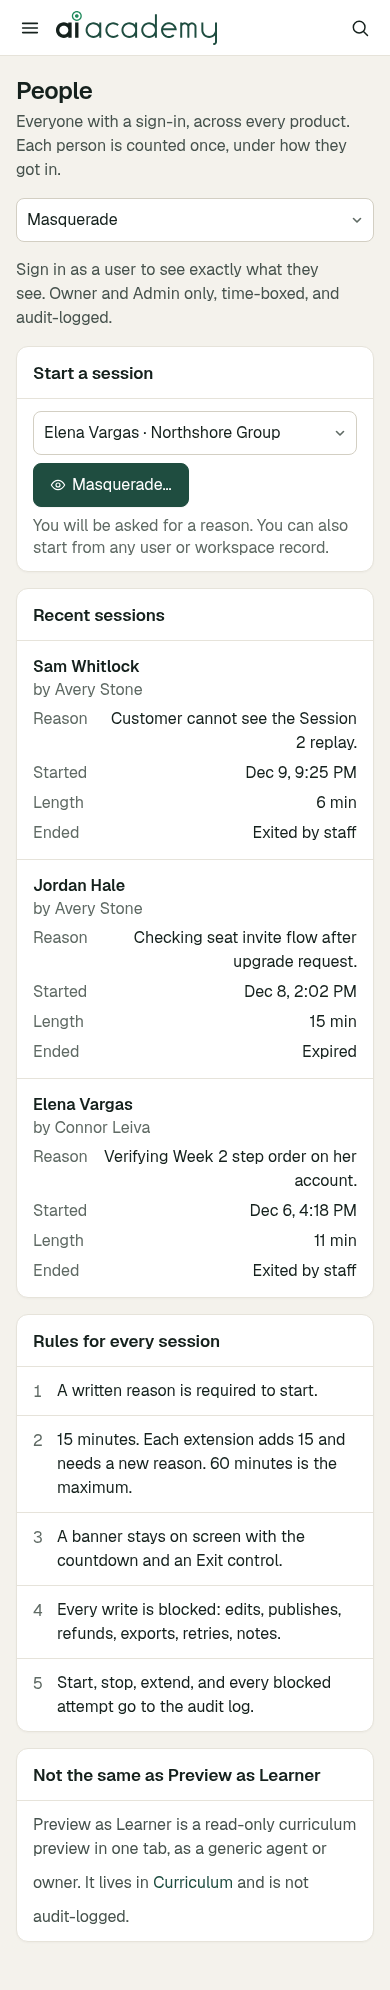 ai academy
People
Everyone with a sign-in, across every product.
Each person is counted once, under how they
got in.
Masquerade
Sign in as a user to see exactly what they
see. Owner and Admin only, time-boxed, and
audit-logged.
Start a session
Elena Vargas · Northshore Group
Masquerade...
You will be asked for a reason. You can also
start from any user or workspace record.
Recent sessions
Sam Whitlock
by Avery Stone
Reason Customer cannot see the Session
2 replay.
Started Dec 9, 9:25 PM
Length 6 min
Ended Exited by staff
Jordan Hale
by Avery Stone
Reason Checking seat invite flow after
upgrade request.
Started Dec 8, 2:02 PM
Length 15 min
Ended Expired
Elena Vargas
by Connor Leiva
Reason Verifying Week 2 step order on her
account.
Started Dec 6, 4:18 PM
Length 11 min
Ended Exited by staff
Rules for every session
1 A written reason is required to start.
2 15 minutes. Each extension adds 15 and
needs a new reason. 60 minutes is the
maximum.
3 A banner stays on screen with the
countdown and an Exit control.
4 Every write is blocked: edits, publishes,
refunds, exports, retries, notes.
5 Start, stop, extend, and every blocked
attempt go to the audit log.
Not the same as Preview as Learner
Preview as Learner is a read-only curriculum
preview in one tab, as a generic agent or
owner. It lives in Curriculum and is not
audit-logged.